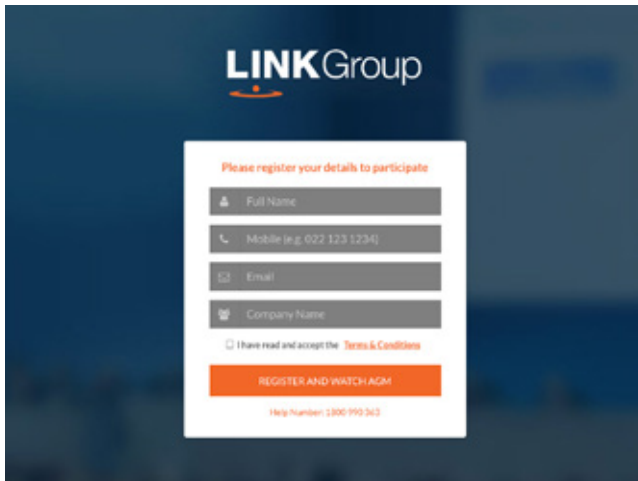 LINKGroup
Please register your details to participate
Full Name
Mobile (e.g. 022 123 1234)
Email
Company Name
I have read and accept the Terms & Conditions
REGISTER AND WATCH AGM
Help Number: 1800 990 363